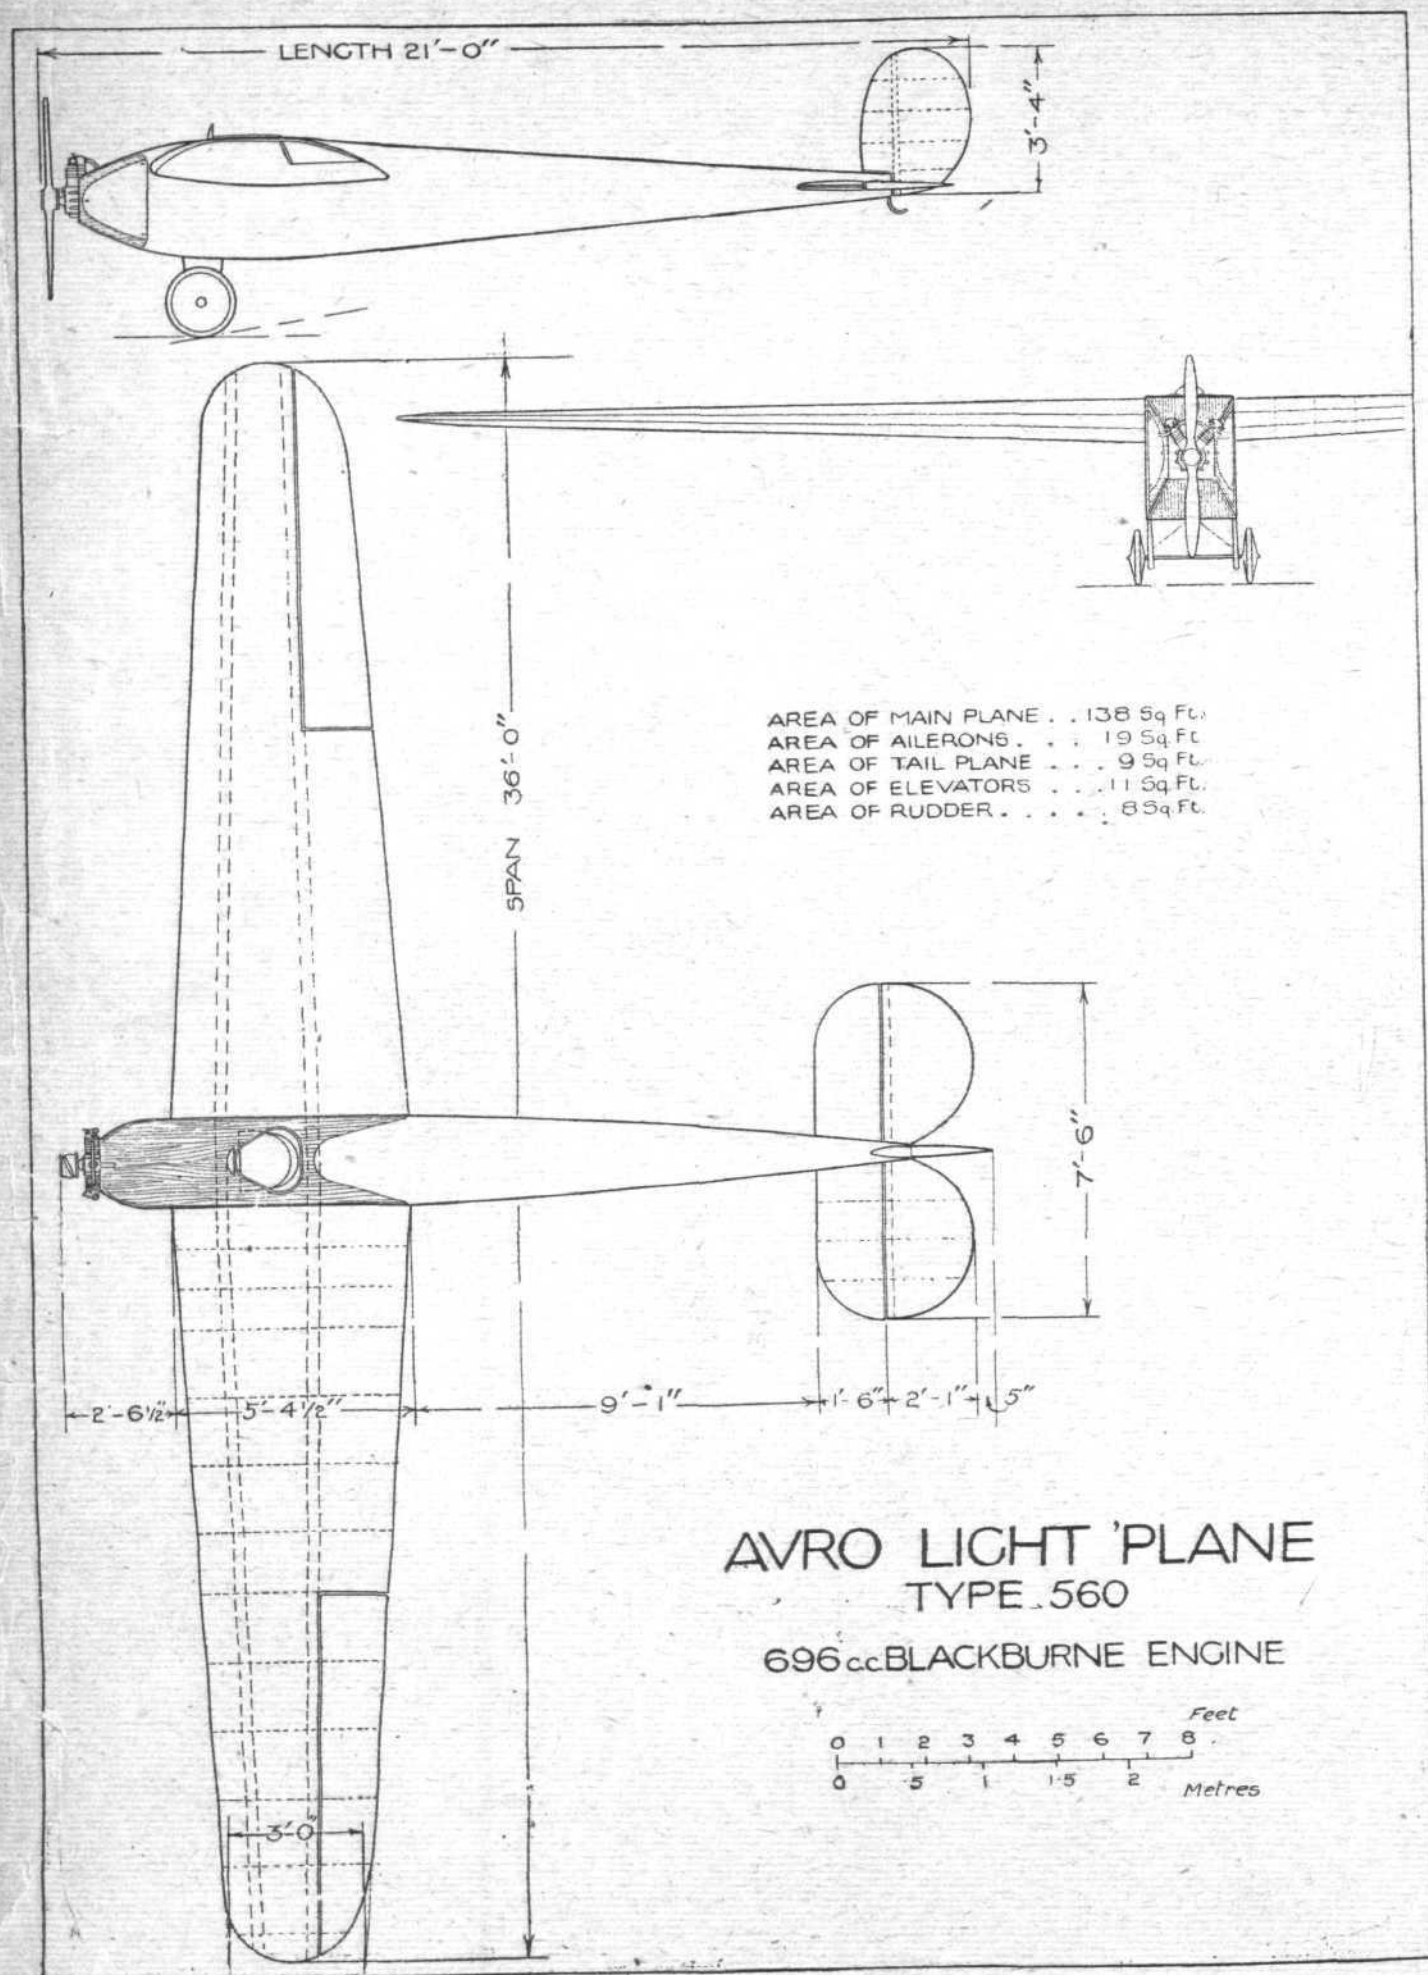 LENGTH 21'-0"
3'-4"
SPAN 36'-0"
AREA OF MAIN PLANE . . 138 Sq Ft.
AREA OF AILERONS . . . 19 Sq.Ft
AREA OF TAIL PLANE . . . 9 Sq Ft.
AREA OF ELEVATORS . . . 11 Sq.Ft.
AREA OF RUDDER . . . . . 8 Sq.Ft.
7'-6"
2'-6½" 5'-4½" 9'-1" 1'-6" 2'-1" 5"
AVRO LIGHT 'PLANE
TYPE 560
696cc BLACKBURNE ENGINE
Feet
0 1 2 3 4 5 6 7 8
0 .5 1 1.5 2 Metres
3'-0"